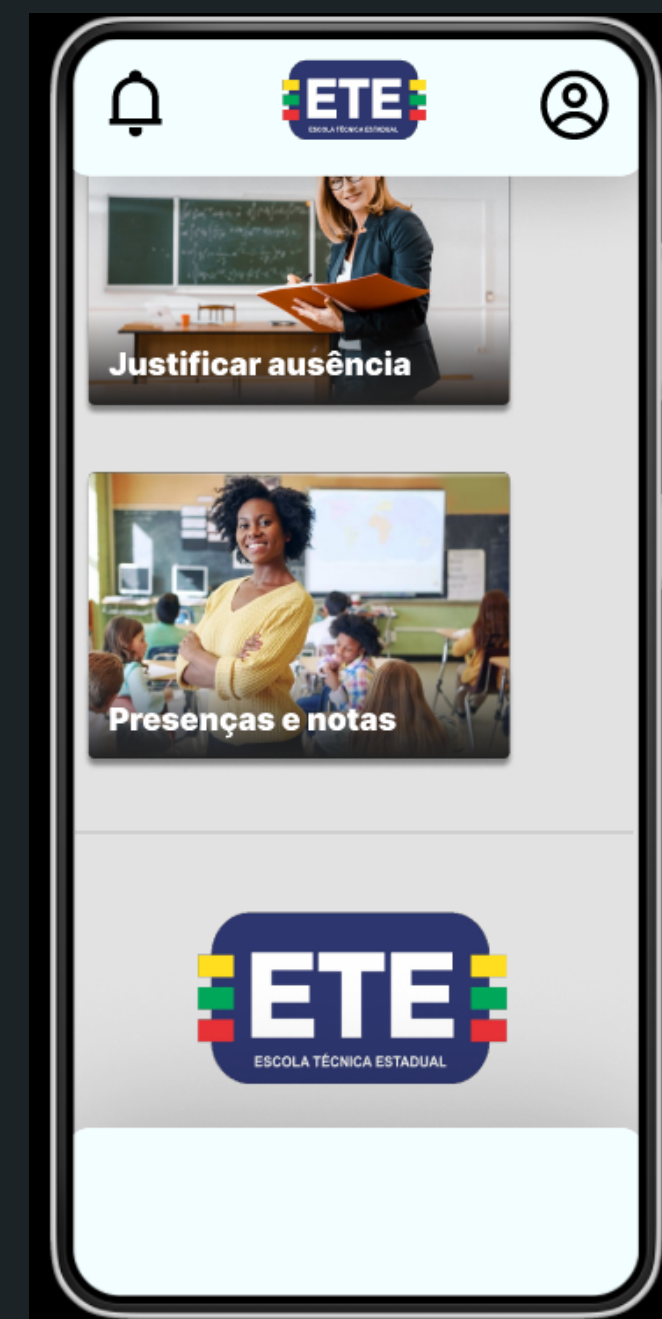 ETE
ESCOLA TÉCNICA ESTADUAL
Justificar ausência
Presenças e notas
ETE
ESCOLA TÉCNICA ESTADUAL